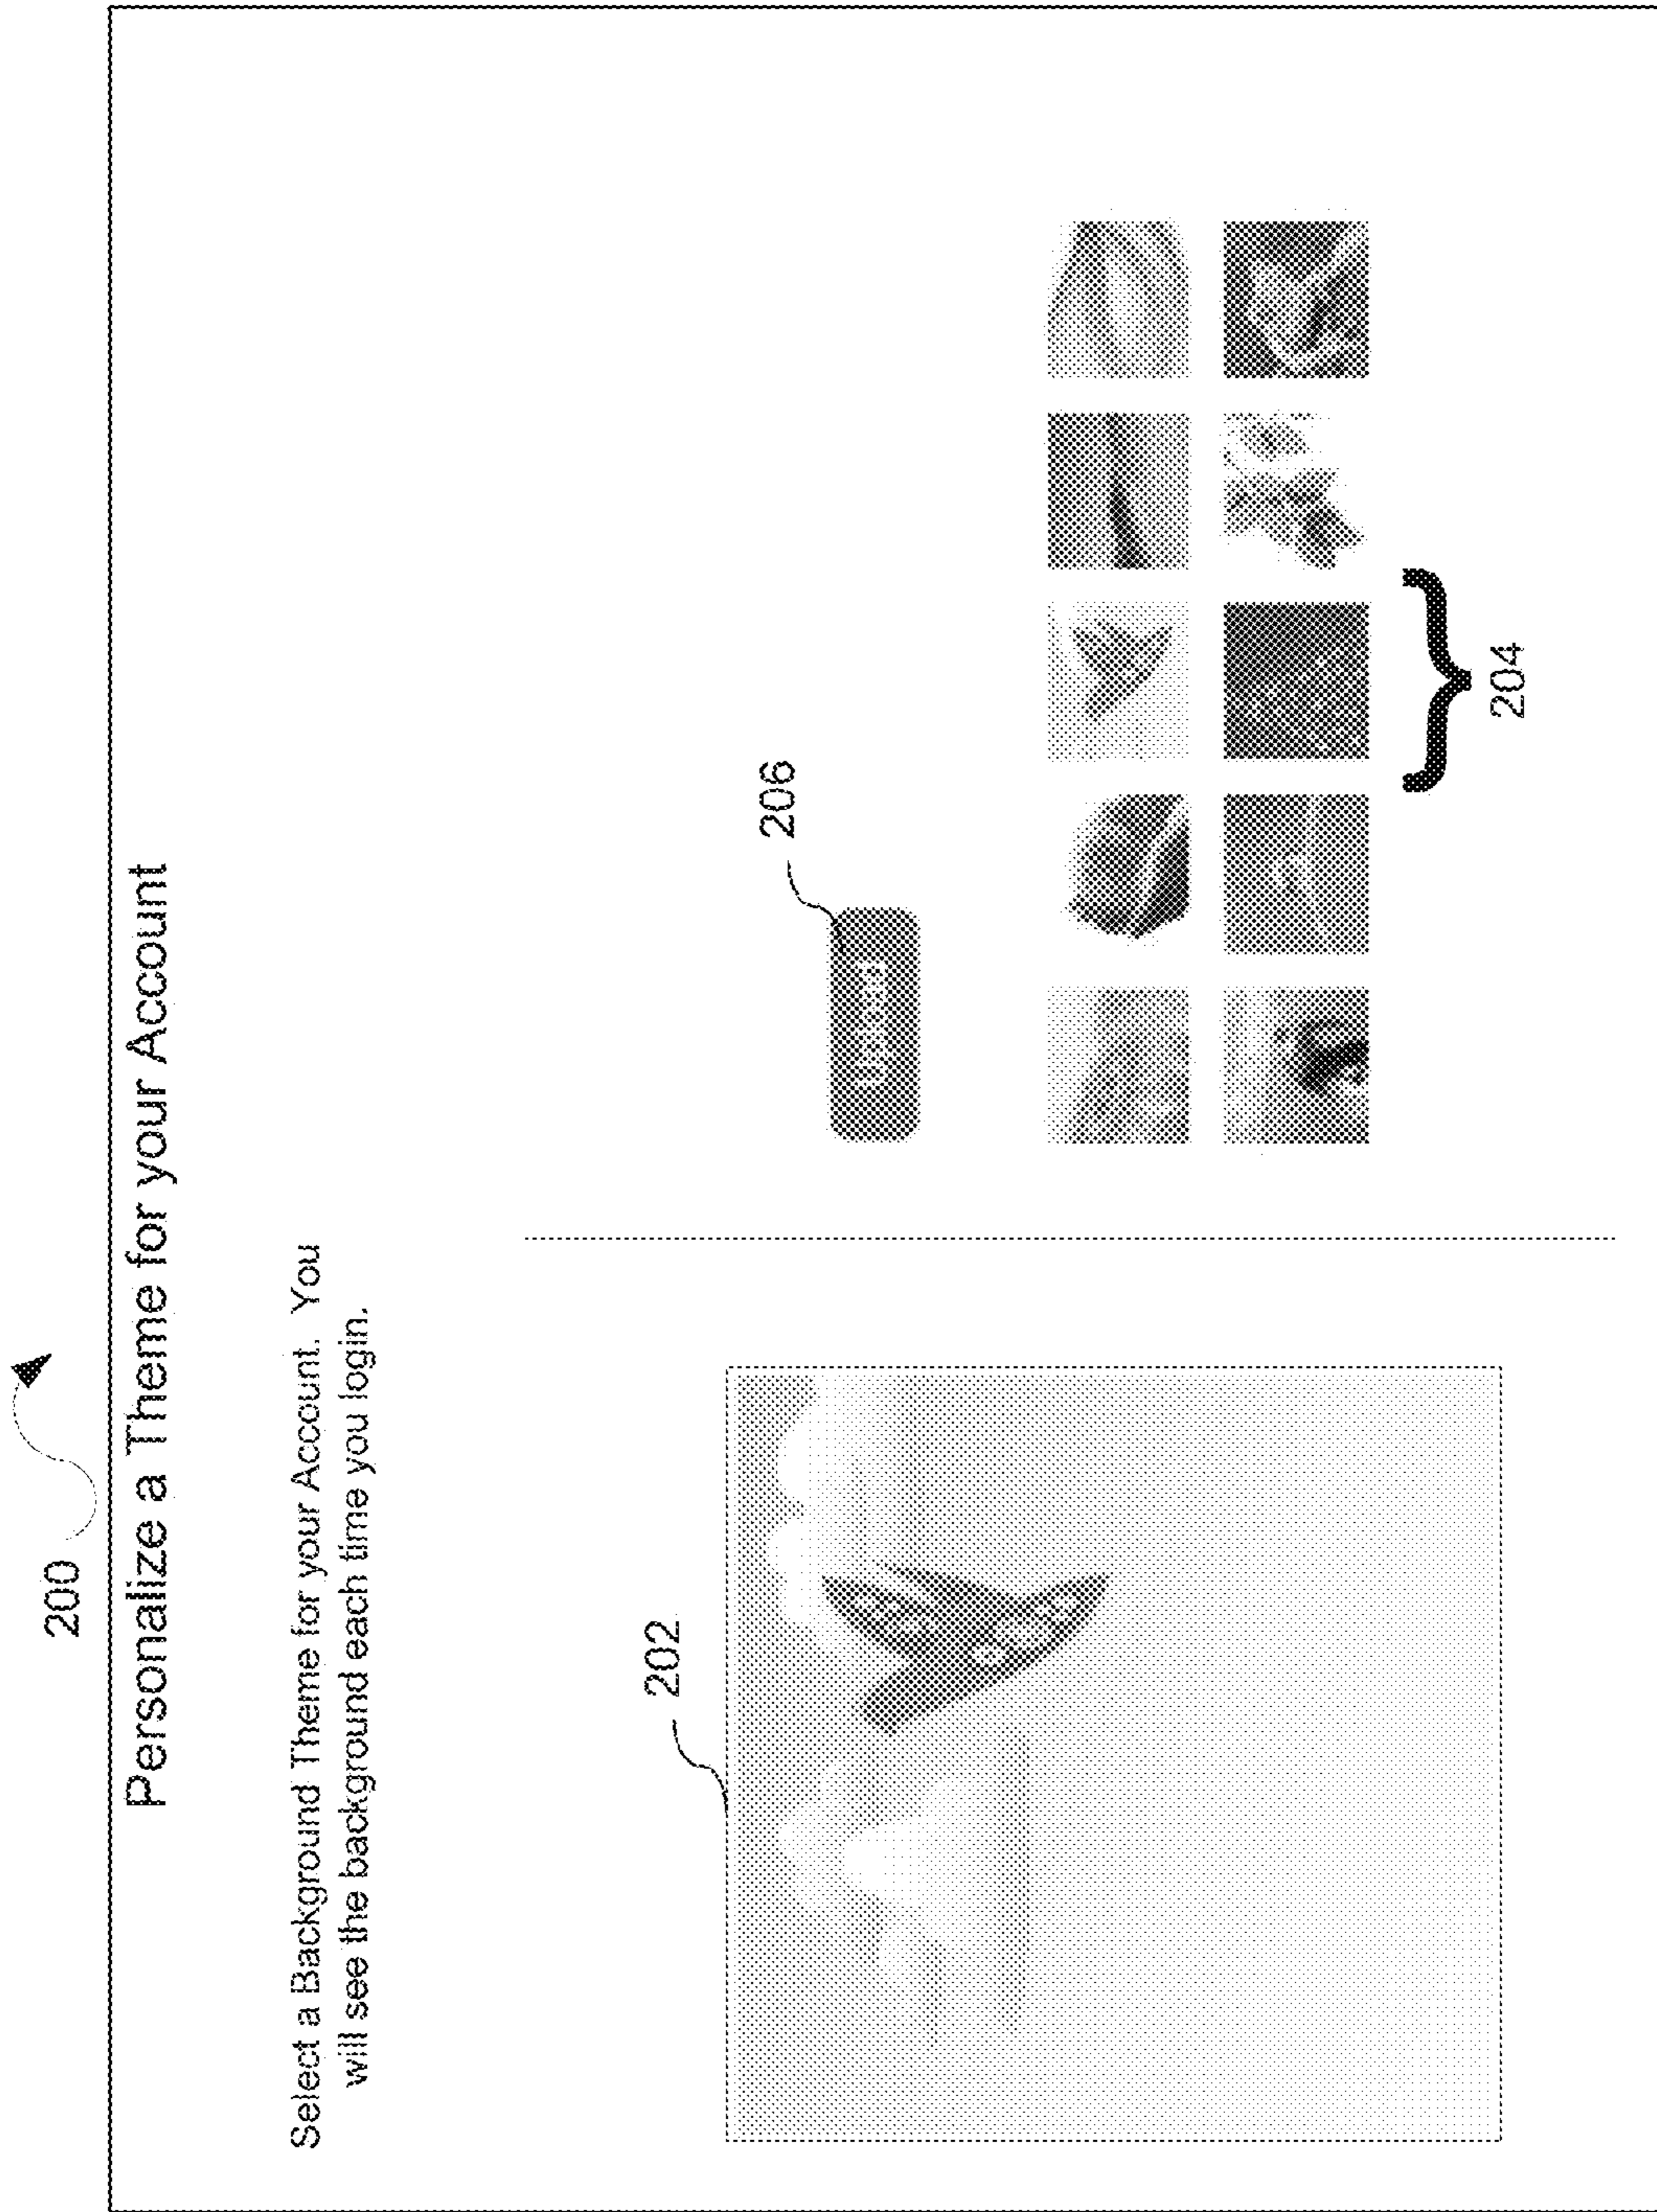 200
Personalize a Theme for your Account
Select a Background Theme for your Account. You
will see the background each time you login.
202
206
Upload
204